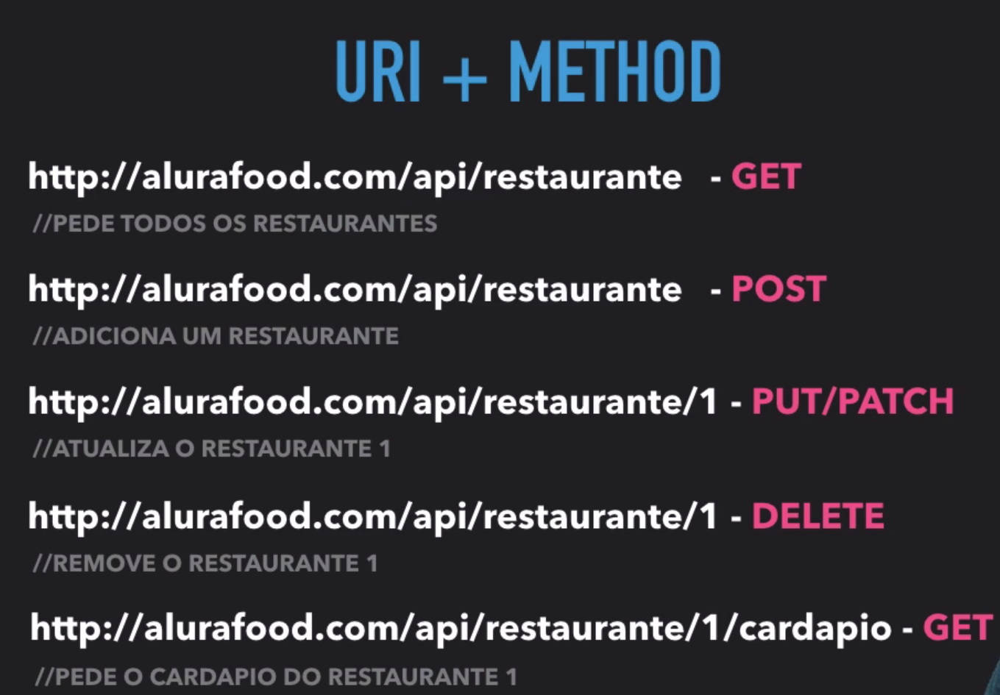 URI + METHOD
http://alurafood.com/api/restaurante - GET
//PEDE TODOS OS RESTAURANTES
http://alurafood.com/api/restaurante - POST
//ADICIONA UM RESTAURANTE
http://alurafood.com/api/restaurante/1 - PUT/PATCH
//ATUALIZA O RESTAURANTE 1
http://alurafood.com/api/restaurante/1 - DELETE
//REMOVE O RESTAURANTE 1
http://alurafood.com/api/restaurante/1/cardapio - GET
//PEDE O CARDAPIO DO RESTAURANTE 1